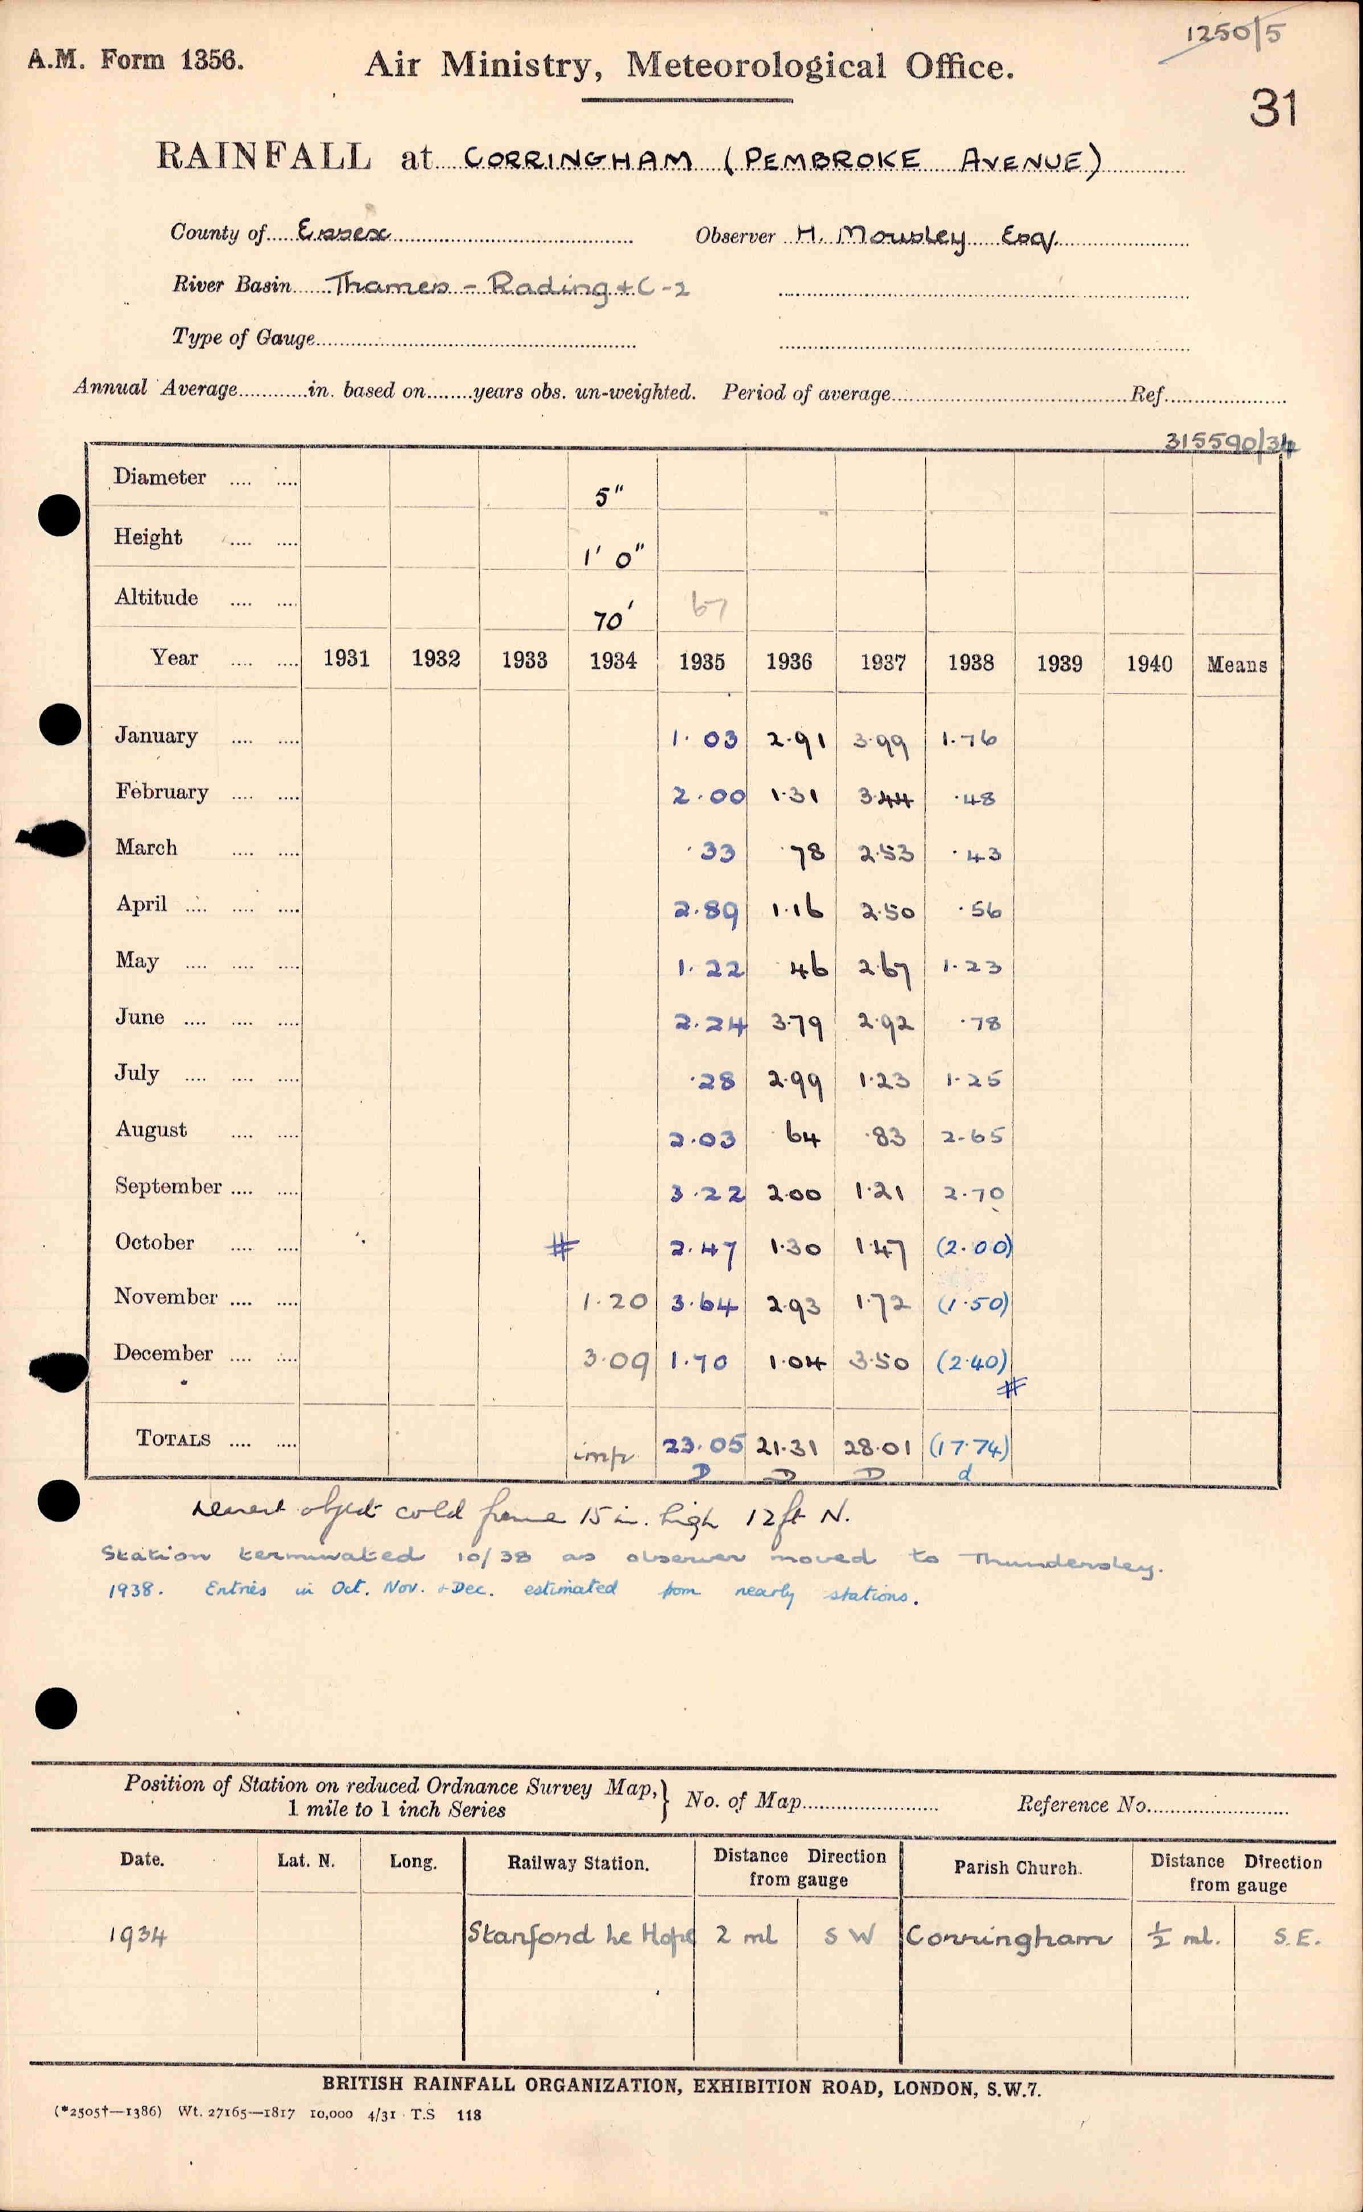 1250/5
A.M. Form 1356.
Air Ministry, Meteorological Office.
31
RAINFALL at CORRINGHAM (PEMBROKE AVENUE)
County of Essex Observer H. Mousley Esq.
River Basin Thames - Roding + C-2
Type of Gauge
Annual Average in. based on years obs. un-weighted. Period of average Ref.
315590/34
Diameter 5"
Height 1' 0"
Altitude 70' 67
Year 1931 1932 1933 1934 1935 1936 1937 1938 1939 1940 Means
January 1.03 2.91 3.99 1.76
February 2.00 1.31 3.44 .48
March .33 .78 2.53 .43
April 2.89 1.16 2.50 .56
May 1.22 .46 2.67 1.23
June 2.24 3.79 2.92 .78
July .28 2.99 1.23 1.25
August 2.03 .64 .83 2.65
September 3.22 2.00 1.21 2.70
October # 2.47 1.30 1.47 (2.00)
November 1.20 3.64 2.93 1.72 (1.50)
December 3.09 1.70 1.04 3.50 (2.40)
#
TOTALS imp 23.05 21.31 28.01 (17.74)
D D D d
Nearest object cold frame 15 in. high 12 ft N.
Station terminated 10/38 as observer moved to Thundersley.
1938. Entries in Oct. Nov. + Dec. estimated from nearby stations.
Position of Station on reduced Ordnance Survey Map, 1 mile to 1 inch Series } No. of Map Reference No.
Date. Lat. N. Long. Railway Station. Distance Direction from gauge Parish Church. Distance Direction from gauge
1934 Stanford le Hope 2 ml S W Corringham ½ ml. S.E.
BRITISH RAINFALL ORGANIZATION, EXHIBITION ROAD, LONDON, S.W.7.
(*2505†—1386) Wt. 27165—1817 10,000 4/31 T.S 118